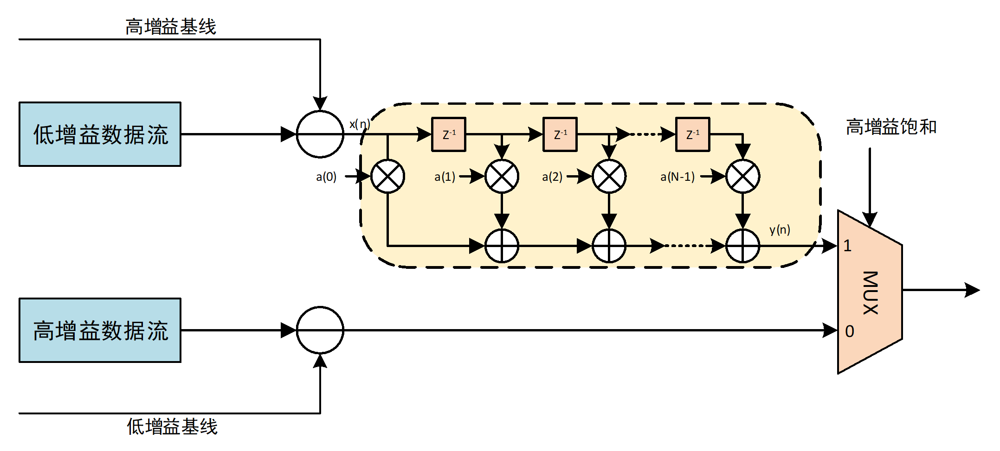 高增益基线
低增益数据流
x(n)
Z-1
Z-1
Z-1
高增益饱和
a(0)
a(1)
a(2)
a(N-1)
y(n)
1
MUX
0
高增益数据流
低增益基线